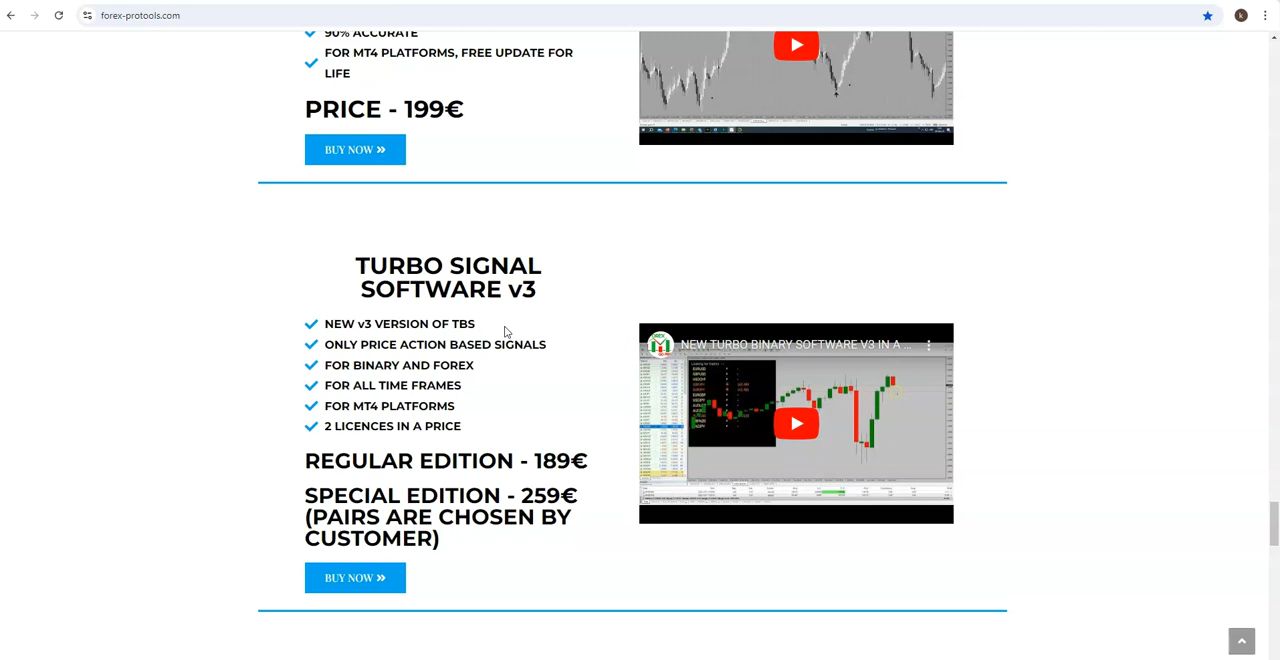 forex-protools.com
k
90% ACCURATE
FOR MT4 PLATFORMS, FREE UPDATE FOR
LIFE
PRICE - 199€
BUY NOW »
TURBO SIGNAL
SOFTWARE v3
NEW v3 VERSION OF TBS
ONLY PRICE ACTION BASED SIGNALS
FOR BINARY AND FOREX
FOR ALL TIME FRAMES
FOR MT4 PLATFORMS
2 LICENCES IN A PRICE
REGULAR EDITION - 189€
SPECIAL EDITION - 259€
(PAIRS ARE CHOSEN BY
CUSTOMER)
BUY NOW »
NEW TURBO BINARY SOFTWARE V3 IN A ...